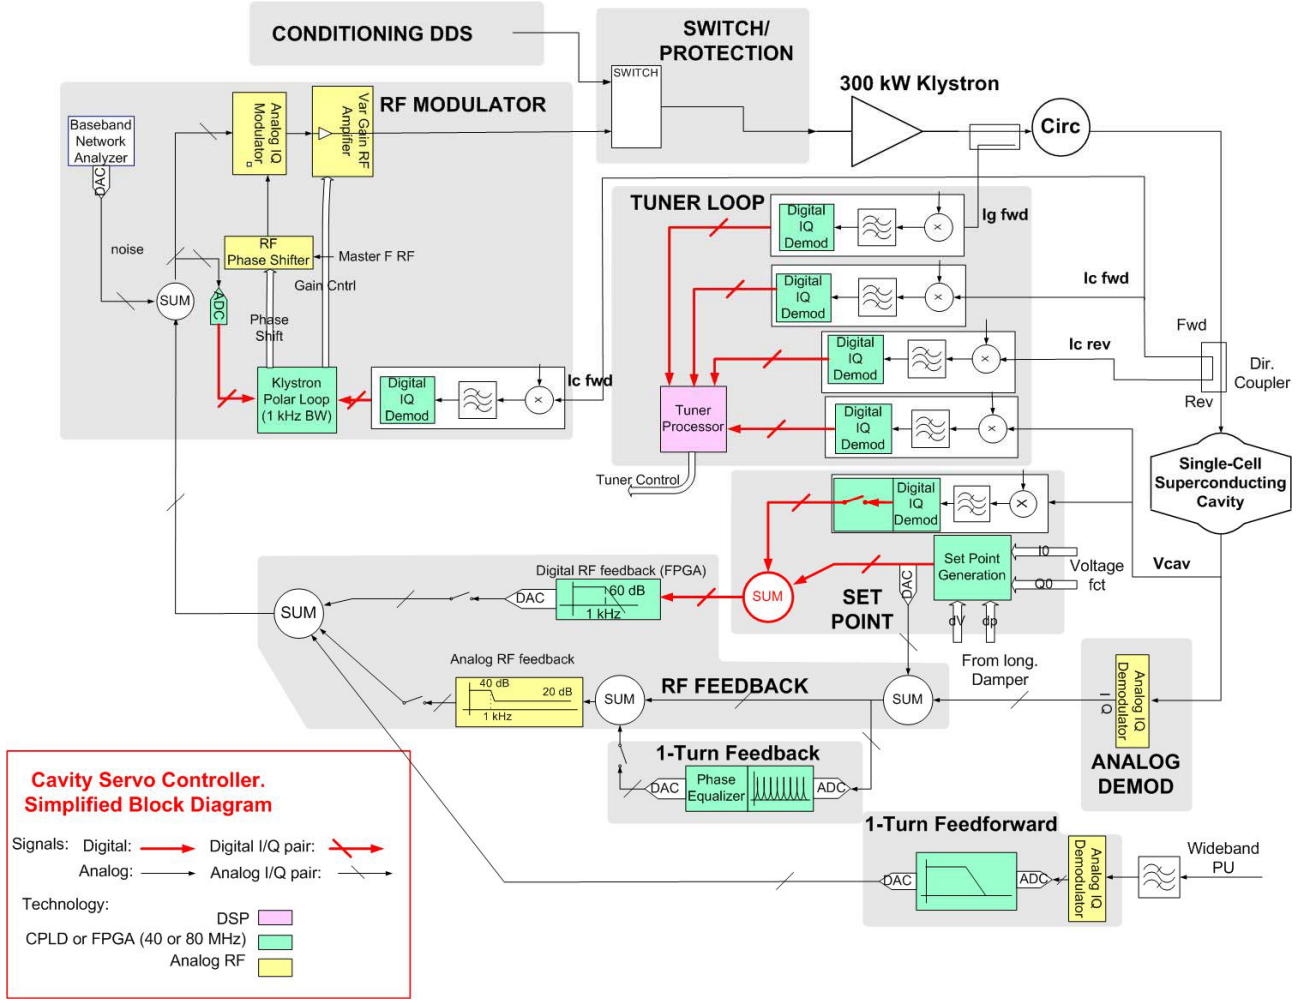 CONDITIONING DDS
SWITCH/
PROTECTION
SWITCH
300 kW Klystron
Circ
RF MODULATOR
Baseband
Network
Analyzer
DAC
Analog IQ
Modulator
Var Gain RF
Ampifier
noise
RF
Phase Shifter
Master F RF
Gain Cntrl
SUM
ADC
Phase
Shift
Klystron
Polar Loop
(1 kHz BW)
Digital
IQ
Demod
X
Ic fwd
TUNER LOOP
Digital
IQ
Demod
X
Ig fwd
Digital
IQ
Demod
X
Ic fwd
Digital
IQ
Demod
X
Ic rev
Digital
IQ
Demod
X
Tuner
Processor
Tuner Control
Fwd
Dir.
Coupler
Rev
Single-Cell
Superconducting
Cavity
Digital
IQ
Demod
X
Set Point
Generation
I0
Q0
Voltage
fct
Vcav
dV
dp
From long.
Damper
DAC
SET
POINT
SUM
Digital RF feedback (FPGA)
60 dB
1 kHz
DAC
SUM
Analog RF feedback
40 dB
20 dB
1 kHz
SUM
RF FEEDBACK
SUM
Analog IQ
Demodulator
I Q
ANALOG
DEMOD
1-Turn Feedback
DAC
Phase
Equalizer
ADC
1-Turn Feedforward
DAC
ADC
Analog IQ
Demodulator
Wideband
PU
Cavity Servo Controller.
Simplified Block Diagram
Signals:
Digital:
Digital I/Q pair:
Analog:
Analog I/Q pair:
Technology:
DSP
CPLD or FPGA (40 or 80 MHz)
Analog RF